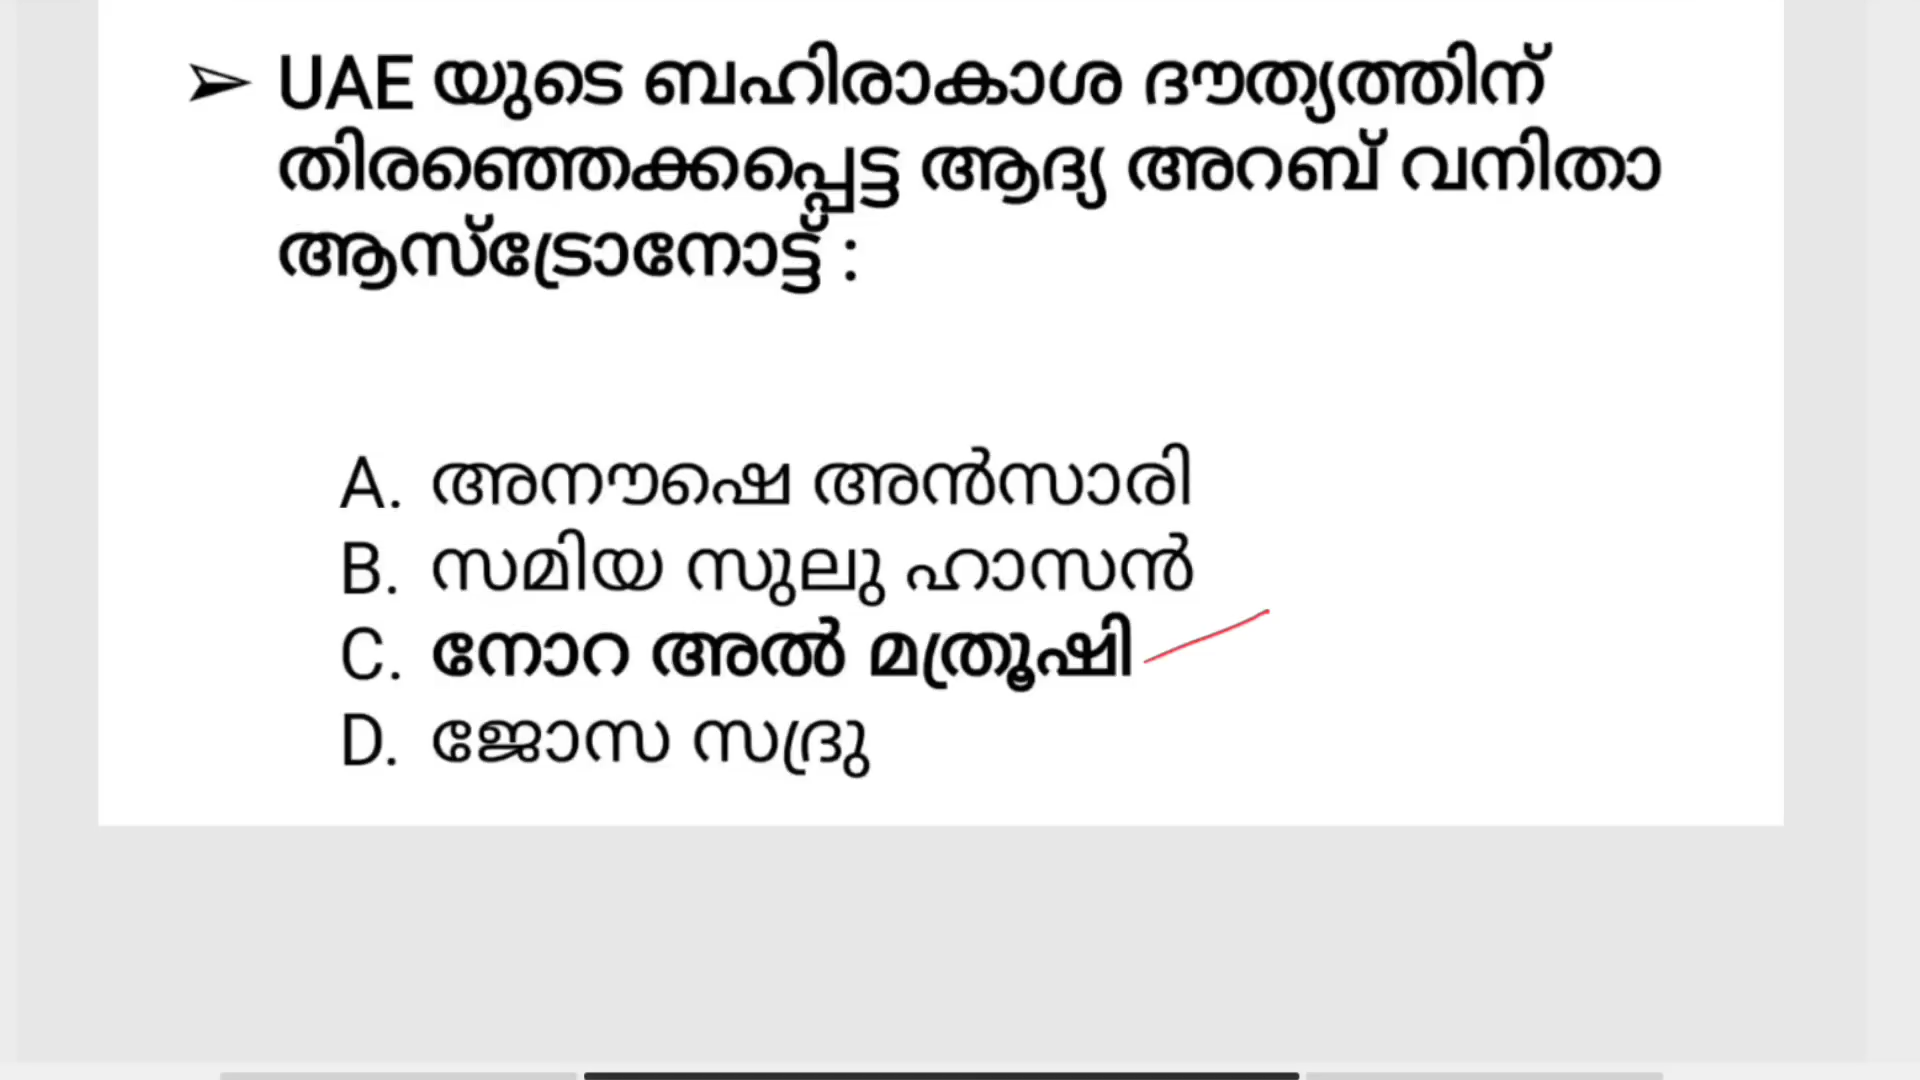 ➢ UAE യുടെ ബഹിരാകാശ ദൗത്യത്തിന്
തിരഞ്ഞെക്കപ്പെട്ട ആദ്യ അറബ് വനിതാ
ആസ്ട്രോനോട്ട് :
A. അനൗഷെ അൻസാരി
B. സമിയ സുലു ഹാസൻ
C. നോറ അൽ മത്രൂഷി
D. ജോസ സദ്രു